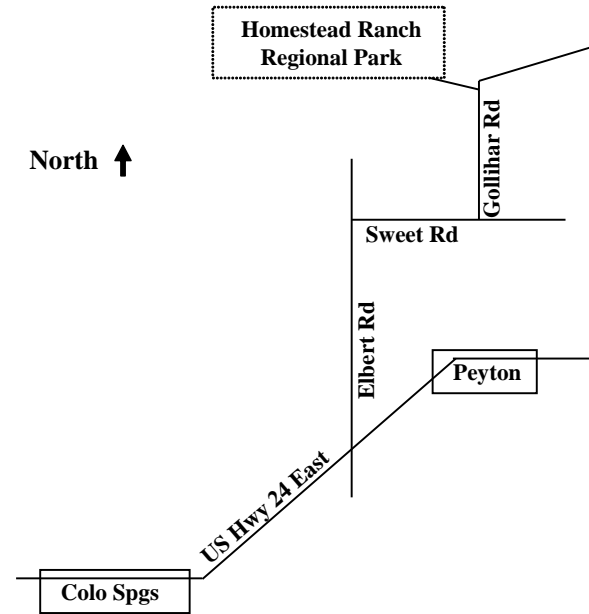 Homestead Ranch
Regional Park
North
Gollihar Rd
Sweet Rd
Elbert Rd
Peyton
US Hwy 24 East
Colo Spgs